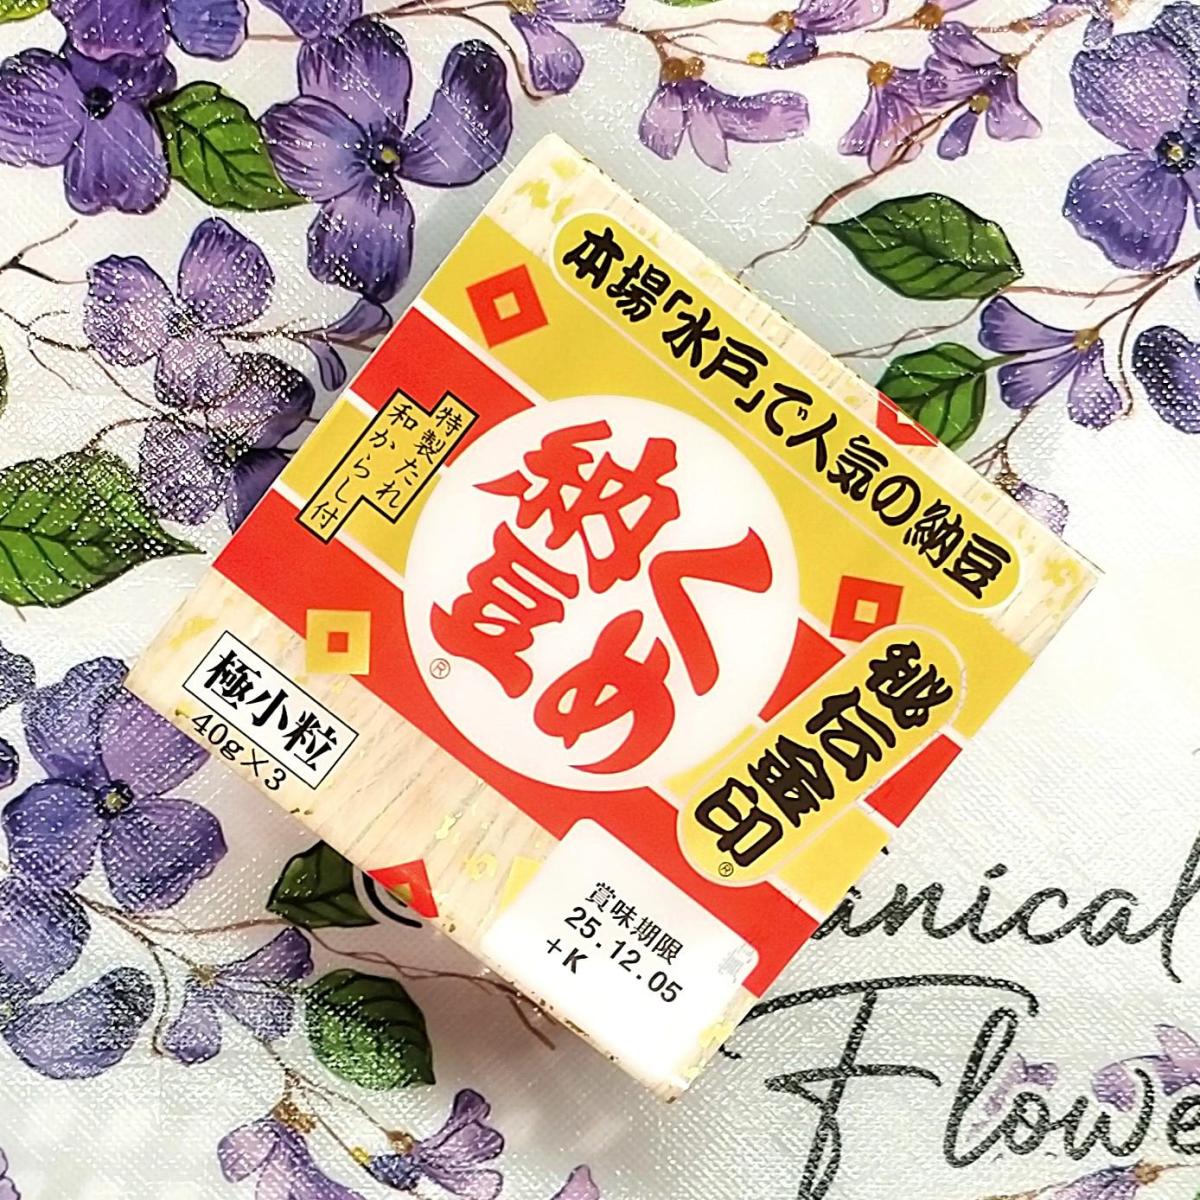 本場「水戸」で人気の納豆
特製たれ
和からし付
くめ
納豆
®
秘伝金印
®
極小粒
40g×3
賞味期限
25.12.05
+K
anical
Flowe